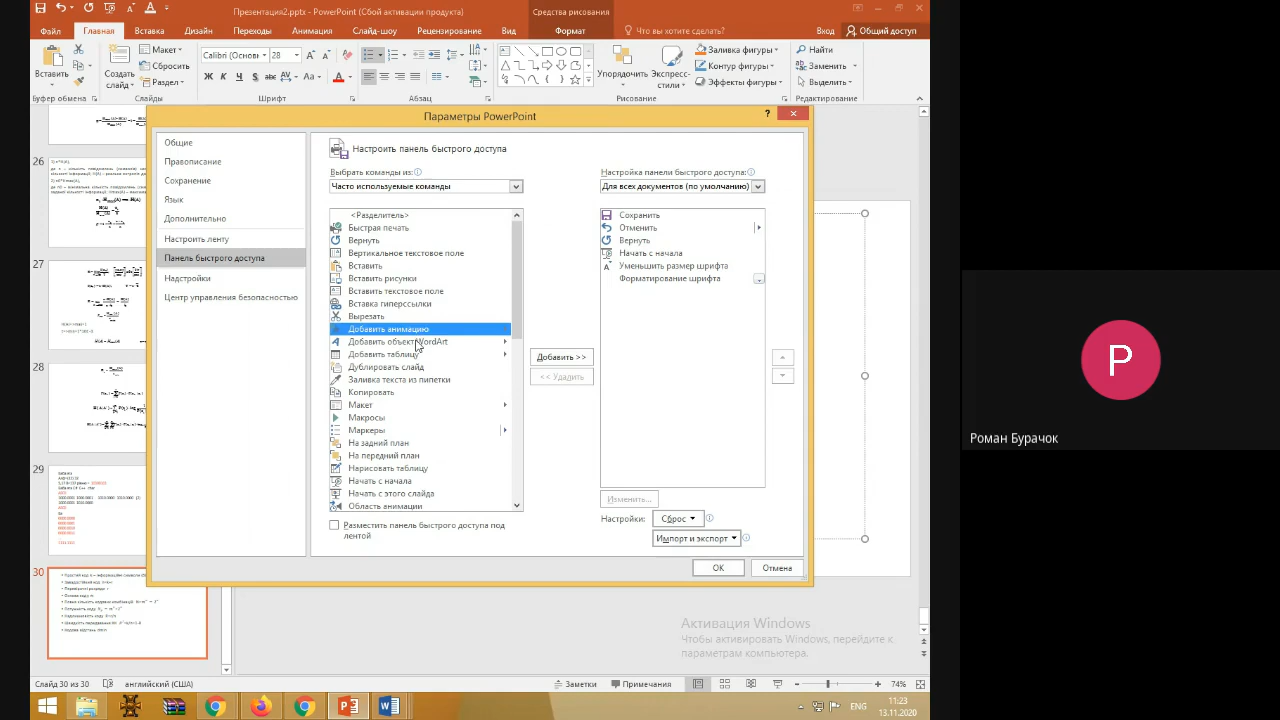 Презентация2.pptx - PowerPoint (Сбой активации продукта)
Средства рисования
Файл Главная Вставка Дизайн Переходы Анимация Слайд-шоу Рецензирование Вид Формат Что вы хотите сделать? Вход Общий доступ
Вставить
Создать слайд
Макет
Сбросить
Раздел
Calibri (Основ 28
Упорядочить
Экспресс-стили
Заливка фигуры
Контур фигуры
Эффекты фигуры
Найти
Заменить
Выделить
Буфер обмена Слайды Шрифт Абзац Рисование Редактирование
Параметры PowerPoint
Общие
Правописание
Сохранение
Язык
Дополнительно
Настроить ленту
Панель быстрого доступа
Надстройки
Центр управления безопасностью
Настроить панель быстрого доступа
Выбрать команды из:
Часто используемые команды
<Разделитель>
Быстрая печать
Вернуть
Вертикальное текстовое поле
Вставить
Вставить рисунки
Вставить текстовое поле
Вставка гиперссылки
Вырезать
Добавить анимацию
Добавить объект WordArt
Добавить таблицу
Дублировать слайд
Заливка текста из пипетки
Копировать
Макет
Макросы
Маркеры
На задний план
На передний план
Нарисовать таблицу
Начать с начала
Начать с этого слайда
Область анимации
Разместить панель быстрого доступа под
лентой
Добавить >>
<< Удалить
Настройка панели быстрого доступа:
Для всех документов (по умолчанию)
Сохранить
Отменить
Вернуть
Начать с начала
Уменьшить размер шрифта
Форматирование шрифта
Изменить...
Настройки: Сброс
Импорт и экспорт
ОК Отмена
26
27
28
29
30
Активация Windows
Чтобы активировать Windows, перейдите к
параметрам компьютера.
Слайд 30 из 30 английский (США) Заметки Примечания 74%
ENG
11:23
13.11.2020
Р
Роман Бурачок